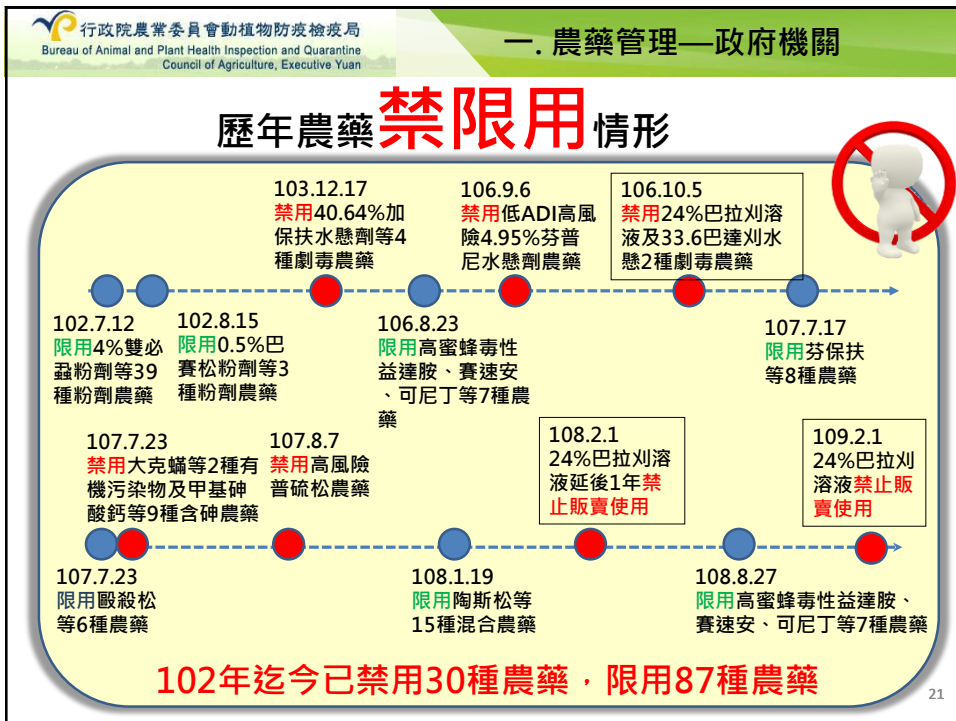 行政院農業委員會動植物防疫檢疫局
Bureau of Animal and Plant Health Inspection and Quarantine
Council of Agriculture, Executive Yuan
一. 農藥管理—政府機關
歷年農藥禁限用情形
103.12.17
禁用40.64%加
保扶水懸劑等4
種劇毒農藥
106.9.6
禁用低ADI高風
險4.95%芬普
尼水懸劑農藥
106.10.5
禁用24%巴拉刈溶
液及33.6巴達刈水
懸2種劇毒農藥
102.7.12
限用4%雙必
蝨粉劑等39
種粉劑農藥
102.8.15
限用0.5%巴
賽松粉劑等3
種粉劑農藥
106.8.23
限用高蜜蜂毒性
益達胺、賽速安
、可尼丁等7種農
藥
107.7.17
限用芬保扶
等8種農藥
107.7.23
禁用大克蟎等2種有
機污染物及甲基砷
酸鈣等9種含砷農藥
107.8.7
禁用高風險
普硫松農藥
108.2.1
24%巴拉刈溶
液延後1年禁
止販賣使用
109.2.1
24%巴拉刈
溶液禁止販
賣使用
107.7.23
限用毆殺松
等6種農藥
108.1.19
限用陶斯松等
15種混合農藥
108.8.27
限用高蜜蜂毒性益達胺、
賽速安、可尼丁等7種農藥
102年迄今已禁用30種農藥，限用87種農藥
21